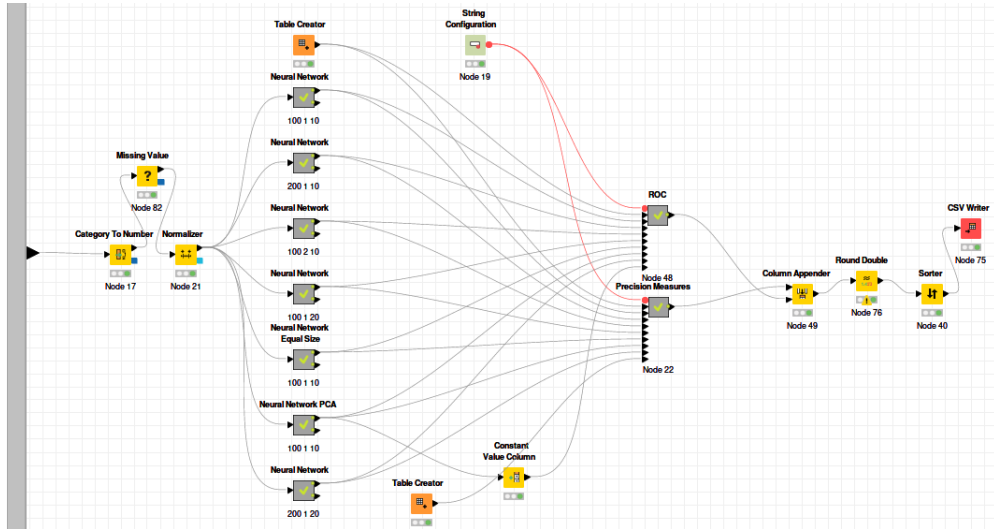 Table Creator
String
Configuration
Node 19
Neural Network
100 1 10
Neural Network
200 1 10
Missing Value
?
Node 82
Category To Number
Node 17
Normalizer
Node 21
Neural Network
100 2 10
Neural Network
100 1 20
Neural Network
Equal Size
100 1 10
Neural Network PCA
100 1 10
Neural Network
200 1 20
ROC
Node 48
Precision Measures
Node 22
Constant
Value Column
Table Creator
Column Appender
Node 49
Round Double
Node 76
Sorter
Node 40
CSV Writer
Node 75